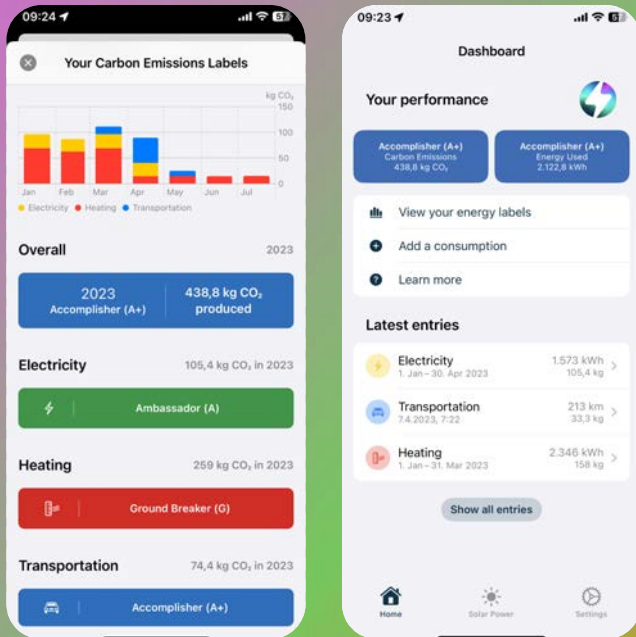 09:24
57
Your Carbon Emissions Labels
kg CO₂
150
100
50
0
Jan Feb Mar Apr May Jun Jul
Electricity Heating Transportation
Overall 2023
2023
Accomplisher (A+)
438,8 kg CO₂
produced
Electricity 105,4 kg CO₂ in 2023
Ambassador (A)
Heating 259 kg CO₂ in 2023
Ground Breaker (G)
Transportation 74,4 kg CO₂ in 2023
Accomplisher (A+)
09:23
Dashboard
Your performance
Accomplisher (A+)
Carbon Emissions
438,8 kg CO₂
Accomplisher (A+)
Energy Used
2.122,8 kWh
View your energy labels
Add a consumption
Learn more
Latest entries
Electricity 1.573 kWh
1. Jan – 30. Apr 2023 105,4 kg
Transportation 213 km
7.4.2023, 7:22 33,3 kg
Heating 2.346 kWh
1. Jan – 31. Mar 2023 158 kg
Show all entries
Home Solar Power Settings